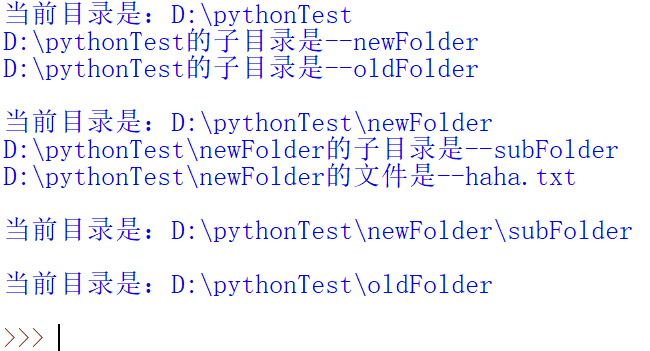 当前目录是：D:\pythonTest
D:\pythonTest的子目录是--newFolder
D:\pythonTest的子目录是--oldFolder
当前目录是：D:\pythonTest\newFolder
D:\pythonTest\newFolder的子目录是--subFolder
D:\pythonTest\newFolder的文件是--haha.txt
当前目录是：D:\pythonTest\newFolder\subFolder
当前目录是：D:\pythonTest\oldFolder
>>>